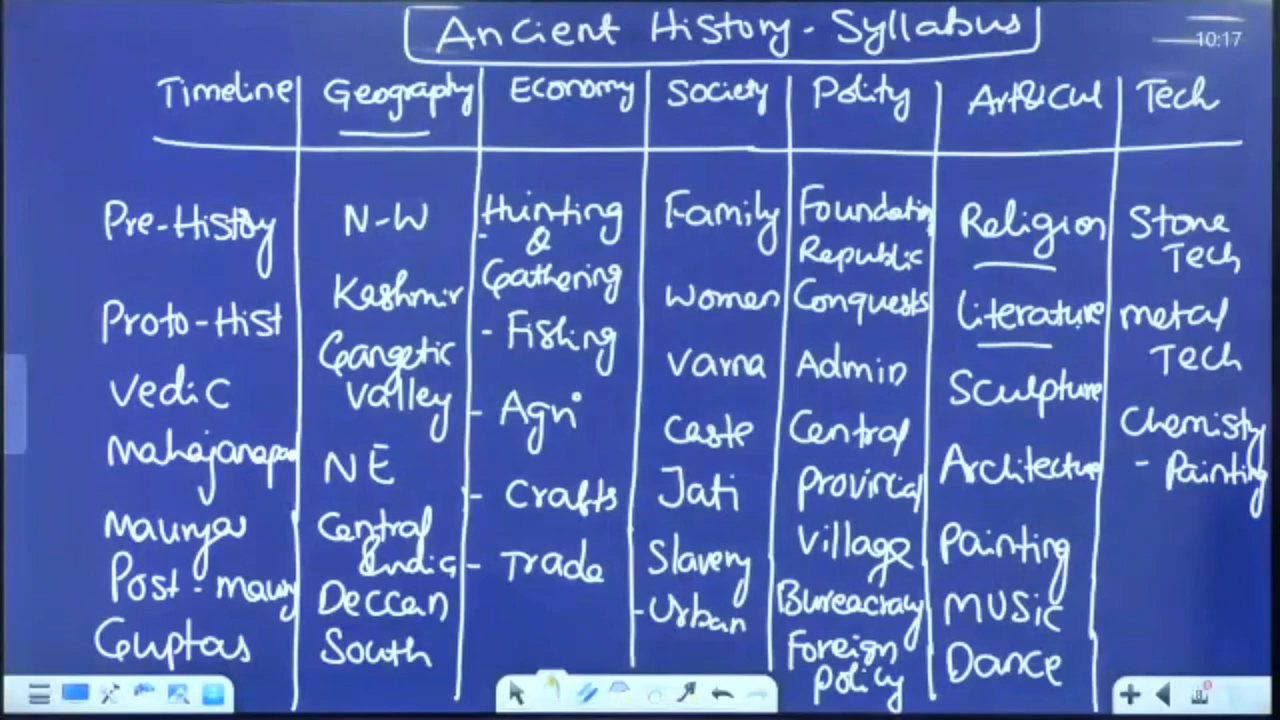 Ancient History - Syllabus
10:17
Timeline
Geography
Economy
Society
Polity
Art&Cul
Tech
Pre-History
Proto-Hist
Vedic
Mahajanapad
Mauryas
Post-maury
Guptas
N-W
Kashmir
Gangetic
Valley
NE
Central
India
Deccan
South
Hunting
&
Gathering
- Fishing
- Agri
- Crafts
- Trade
Family
Women
Varna
Caste
Jati
Slavery
- Urban
Foundation
Republic
Conquests
Admin
Central
Provincial
Village
Bureacracy
Foreign
policy
Religion
Literature
Sculpture
Architecture
Painting
Music
Dance
Stone
Tech
Metal
Tech
Chemisty
- Painting